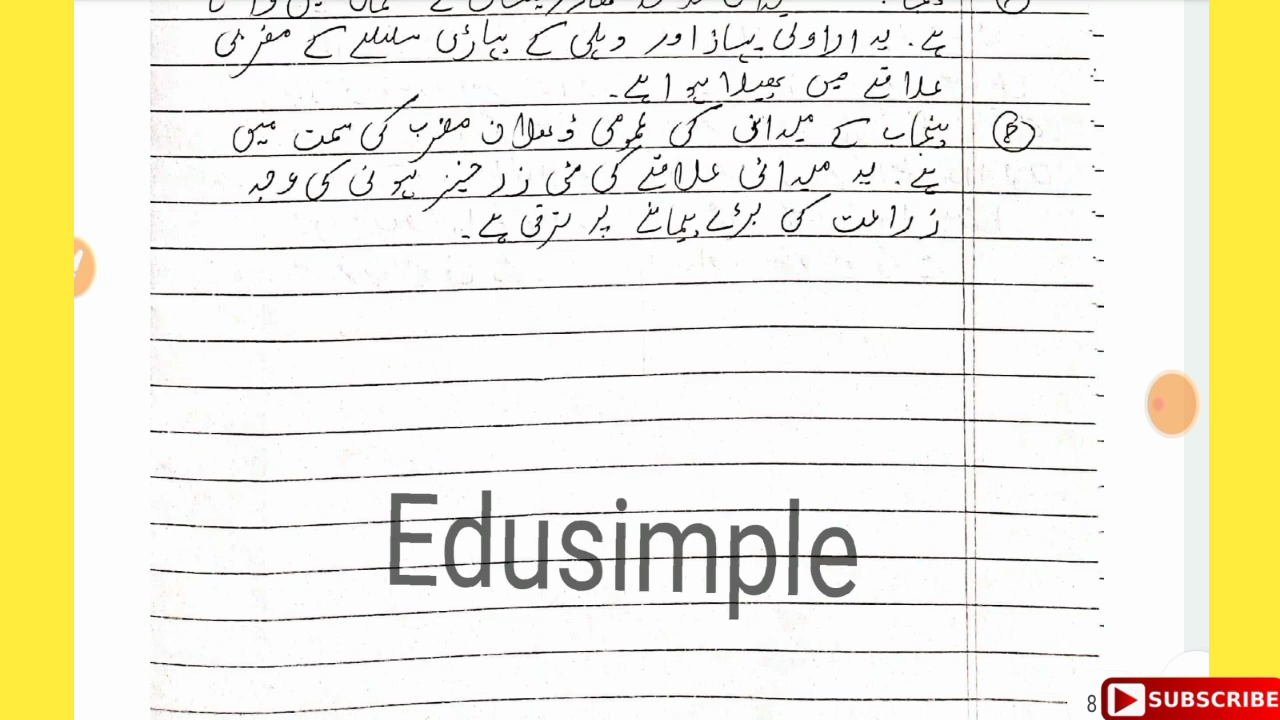 ہے۔ یہ اراولی پہاڑ اور دہلی کے پہاڑی سلسلے کے مغربی
علاقے میں پھیلا ہوا ہے۔
پنجاب کے میدانی کی عمومی ڈھلان مغرب کی سمت میں
ہے۔ یہ میدانی علاقے کی مٹی زرخیز ہونی کی وجہ
زراعت کی بڑے پیمانے پر ترقی ہے۔
Edusimple
8
SUBSCRIBE